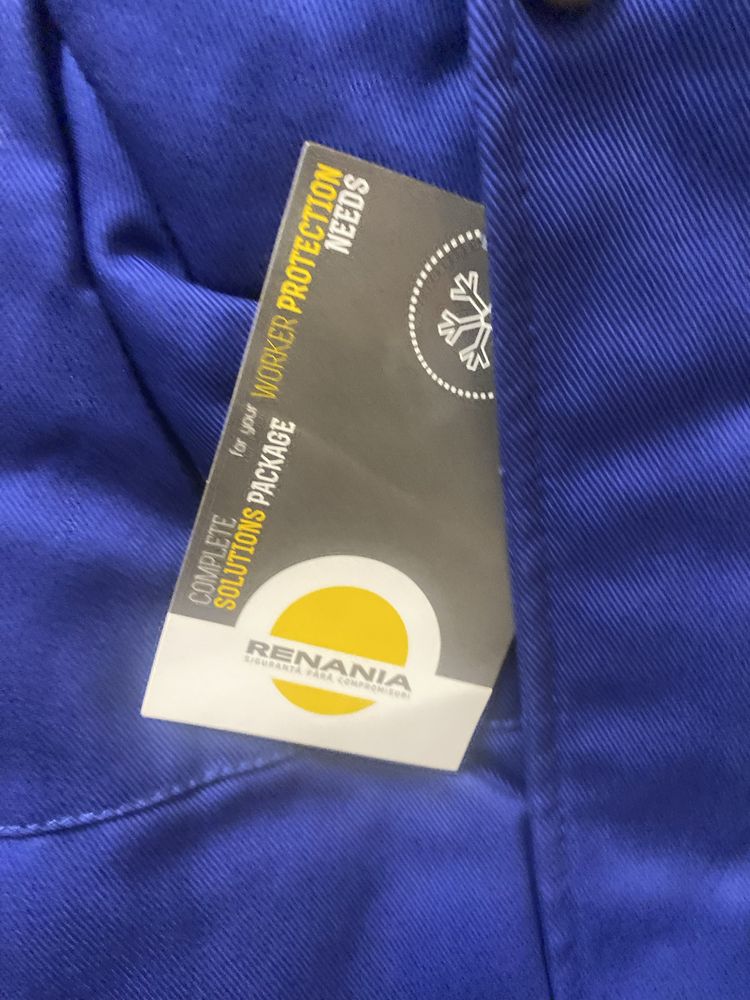 COMPLETE
SOLUTIONS PACKAGE
for your WORKER PROTECTION
NEEDS
RENANIA
SIGURANȚĂ FĂRĂ COMPROMISURI